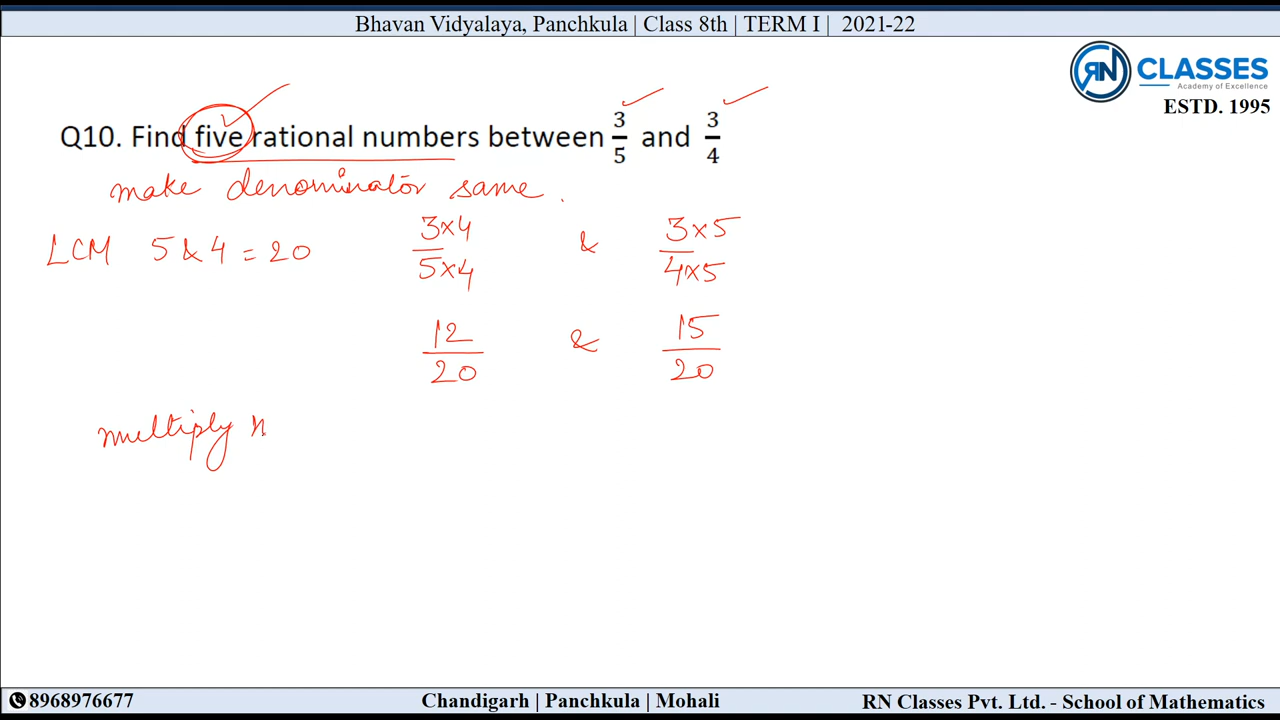 Bhavan Vidyalaya, Panchkula | Class 8th | TERM I | 2021-22
RN CLASSES
Academy of Excellence
ESTD. 1995
Q10. Find five rational numbers between 3/5 and 3/4
make denominator same.
LCM 5 & 4 = 20
3×4/5×4 & 3×5/4×5
12/20 & 15/20
multiply
8968976677
Chandigarh | Panchkula | Mohali
RN Classes Pvt. Ltd. - School of Mathematics